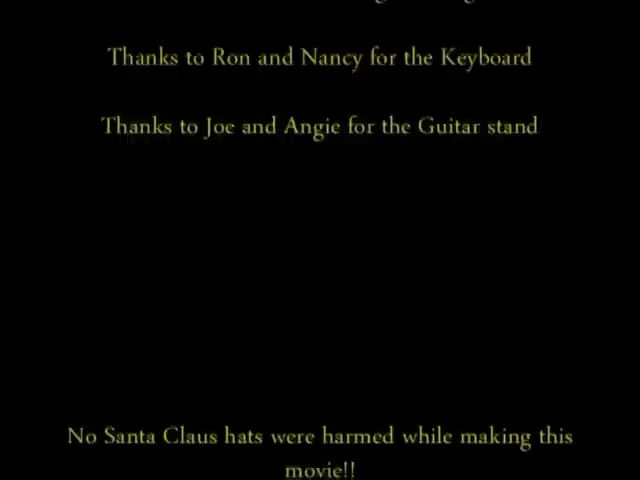 Thanks to Ron and Nancy for the Keyboard
Thanks to Joe and Angie for the Guitar stand
No Santa Claus hats were harmed while making this
movie!!